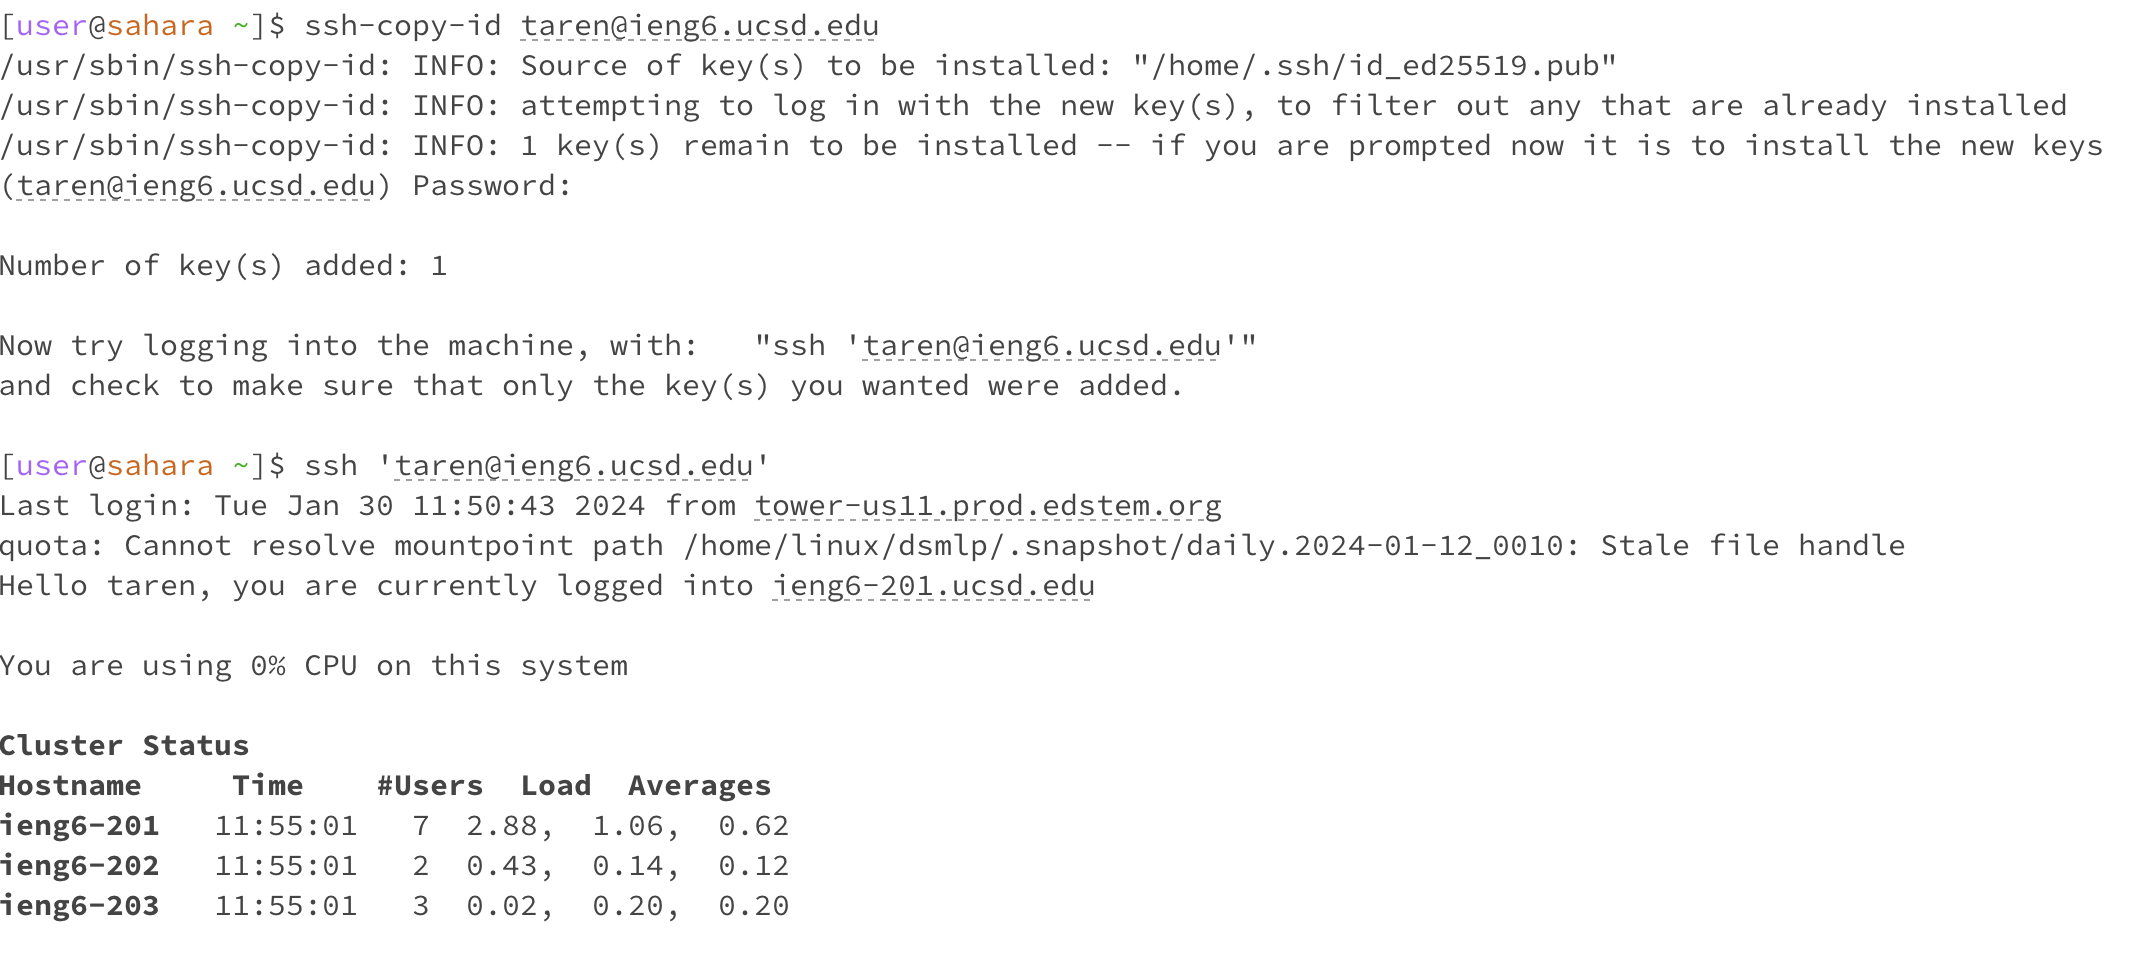 [user@sahara ~]$ ssh-copy-id taren@ieng6.ucsd.edu
/usr/sbin/ssh-copy-id: INFO: Source of key(s) to be installed: "/home/.ssh/id_ed25519.pub"
/usr/sbin/ssh-copy-id: INFO: attempting to log in with the new key(s), to filter out any that are already installed
/usr/sbin/ssh-copy-id: INFO: 1 key(s) remain to be installed -- if you are prompted now it is to install the new keys
(taren@ieng6.ucsd.edu) Password:
Number of key(s) added: 1
Now try logging into the machine, with:   "ssh 'taren@ieng6.ucsd.edu'"
and check to make sure that only the key(s) you wanted were added.
[user@sahara ~]$ ssh 'taren@ieng6.ucsd.edu'
Last login: Tue Jan 30 11:50:43 2024 from tower-us11.prod.edstem.org
quota: Cannot resolve mountpoint path /home/linux/dsmlp/.snapshot/daily.2024-01-12_0010: Stale file handle
Hello taren, you are currently logged into ieng6-201.ucsd.edu
You are using 0% CPU on this system
Cluster Status
Hostname     Time    #Users  Load  Averages
ieng6-201   11:55:01   7  2.88,  1.06,  0.62
ieng6-202   11:55:01   2  0.43,  0.14,  0.12
ieng6-203   11:55:01   3  0.02,  0.20,  0.20